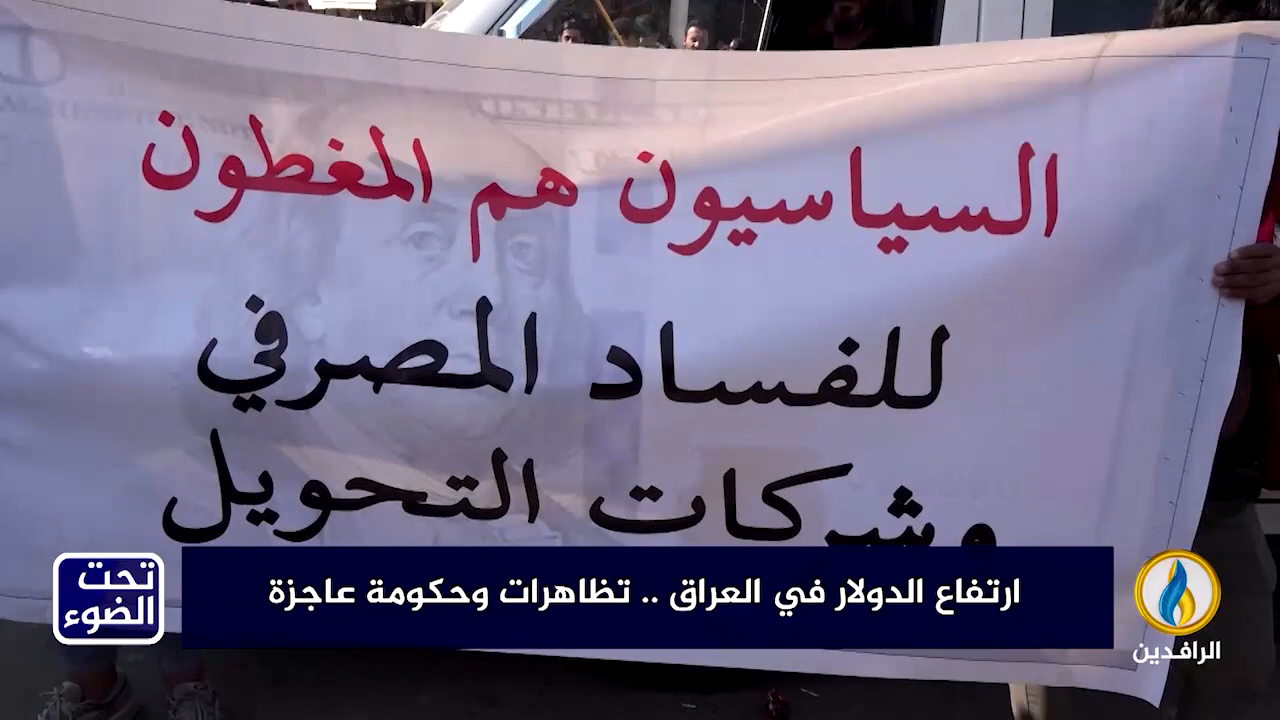 السياسيون هم المغطون
للفساد المصرفي
وشركات التحويل
ارتفاع الدولار في العراق .. تظاهرات وحكومة عاجزة
تحت
الضوء
الرافدين